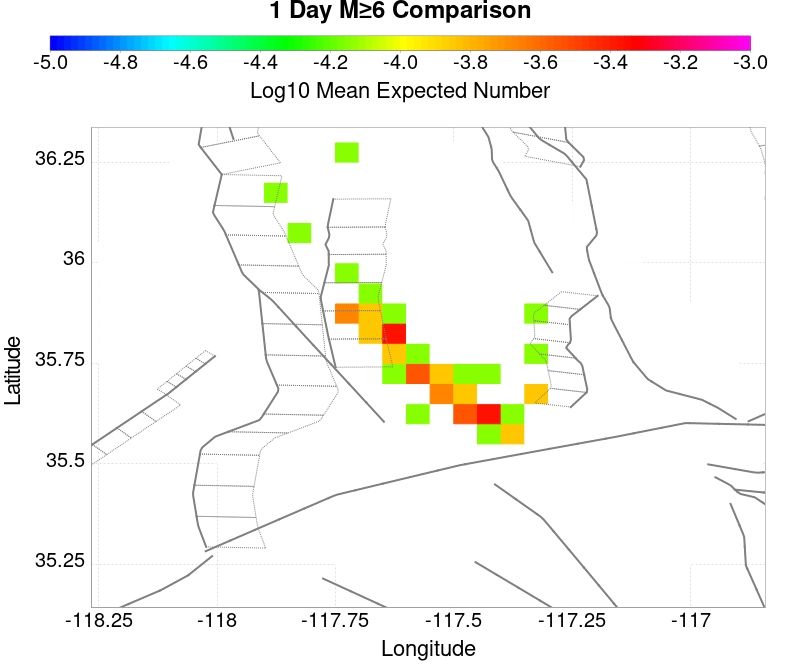 1 Day M≥6 Comparison
-5.0 -4.8 -4.6 -4.4 -4.2 -4.0 -3.8 -3.6 -3.4 -3.2 -3.0
Log10 Mean Expected Number
36.25
36
35.75
35.5
35.25
Latitude
-118.25 -118 -117.75 -117.5 -117.25 -117
Longitude